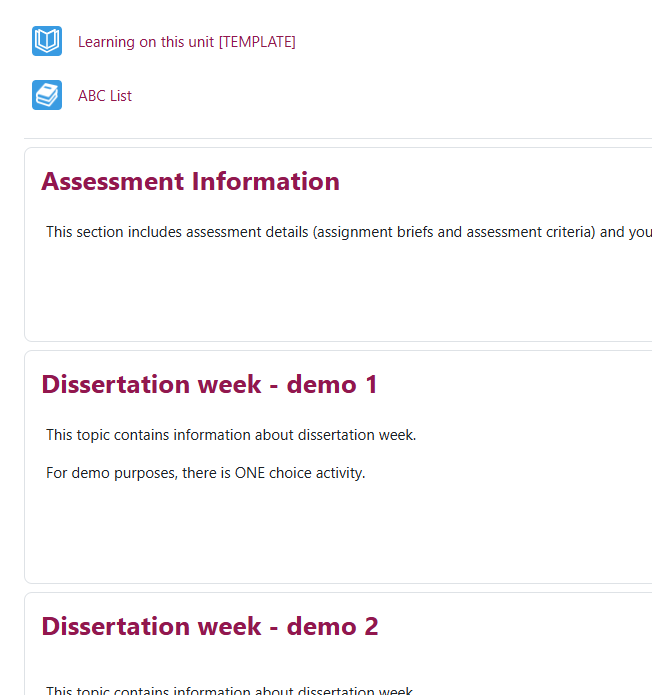 Learning on this unit [TEMPLATE]
ABC List
Assessment Information
This section includes assessment details (assignment briefs and assessment criteria) and you
Dissertation week - demo 1
This topic contains information about dissertation week.
For demo purposes, there is ONE choice activity.
Dissertation week - demo 2
This topic contains information about dissertation week.